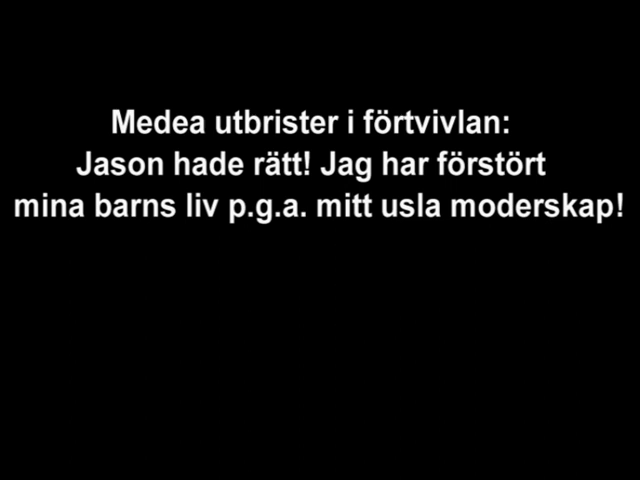 Medea utbrister i förtvivlan:
Jason hade rätt! Jag har förstört
mina barns liv p.g.a. mitt usla moderskap!